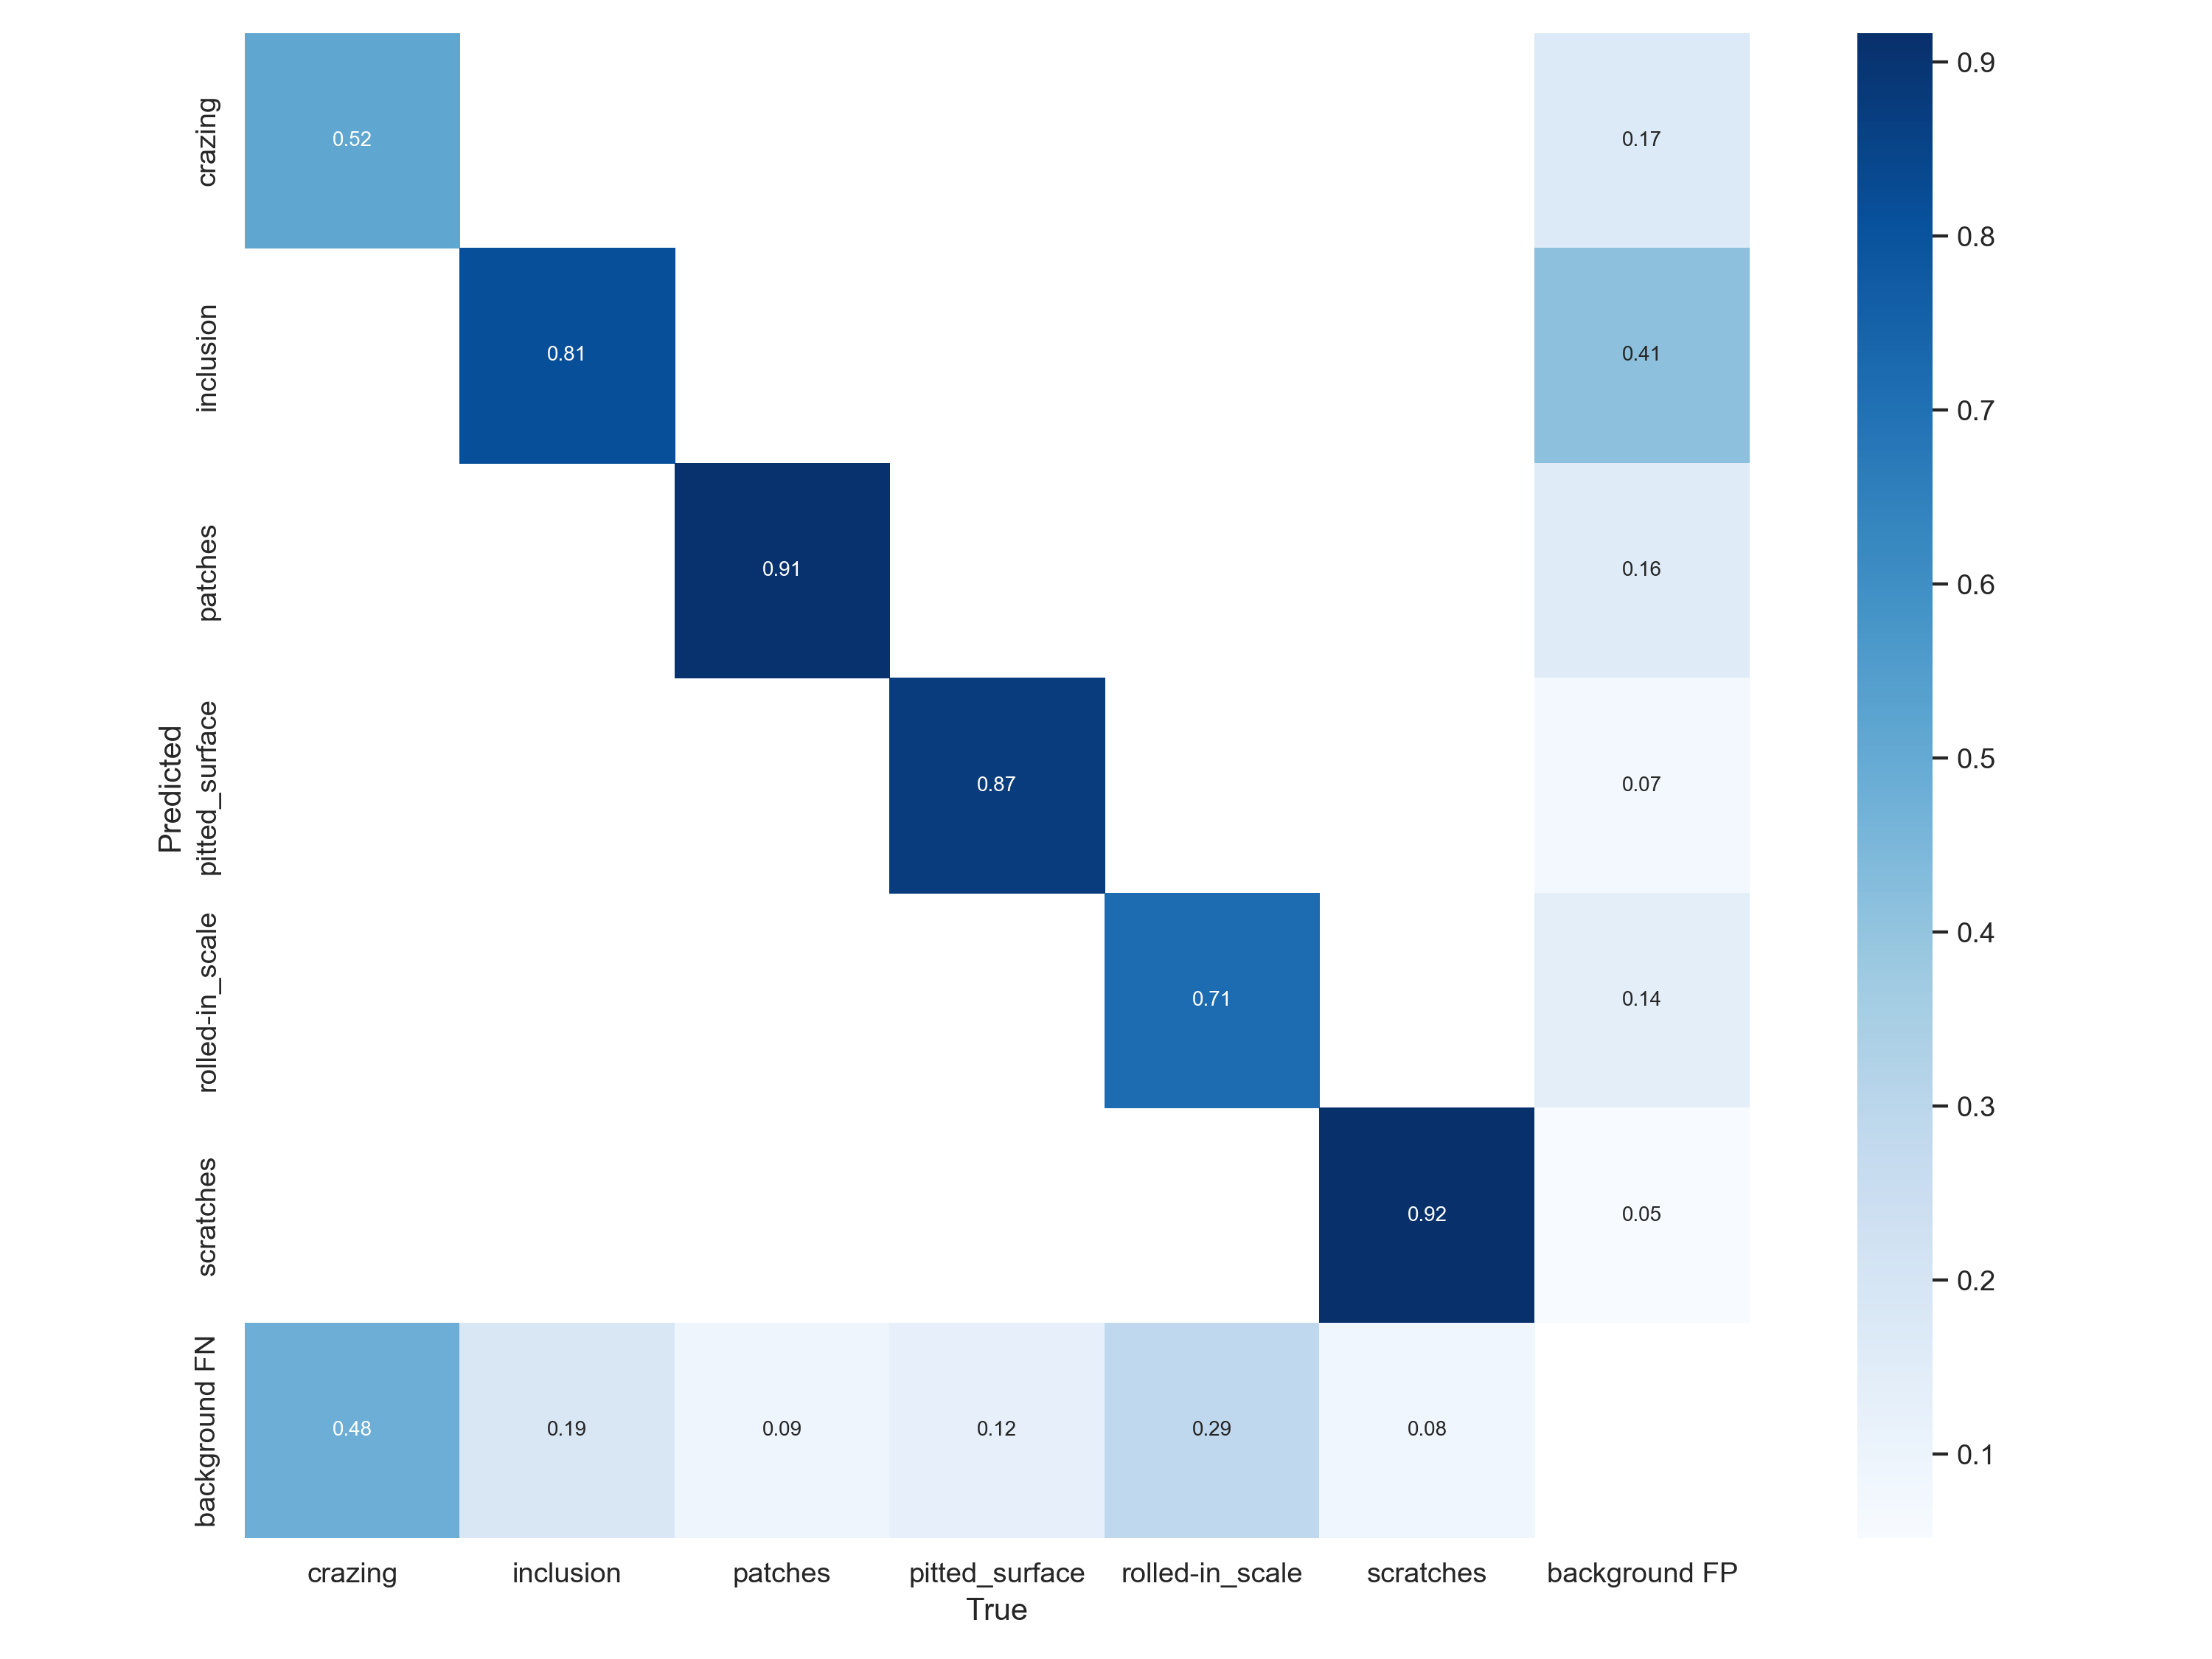 Predicted
crazing
0.52
0.17
inclusion
0.81
0.41
patches
0.91
0.16
pitted_surface
0.87
0.07
rolled-in_scale
0.71
0.14
scratches
0.92
0.05
background FN
0.48
0.19
0.09
0.12
0.29
0.08
crazing
inclusion
patches
pitted_surface
rolled-in_scale
scratches
background FP
True
0.9
0.8
0.7
0.6
0.5
0.4
0.3
0.2
0.1